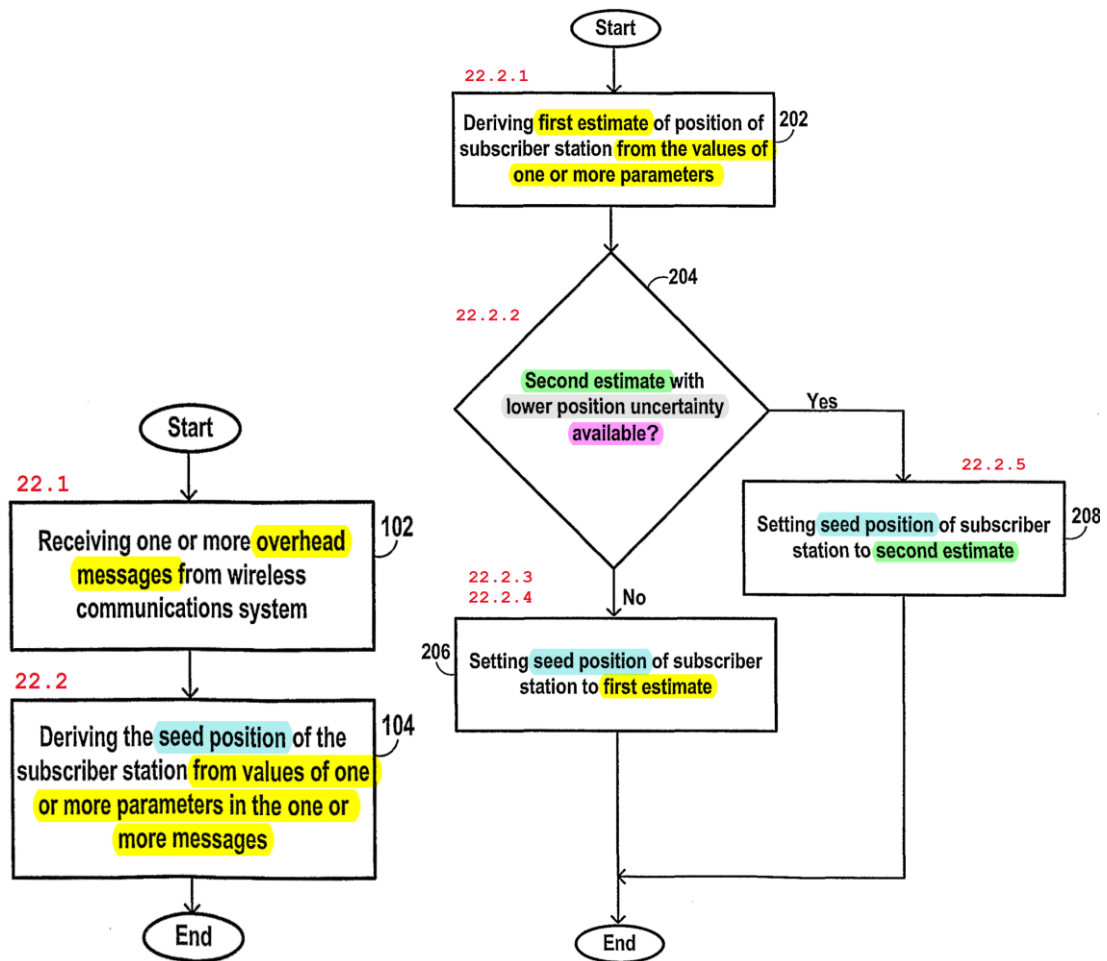 Start
22.1
Receiving one or more overhead
messages from wireless
communications system
102
22.2
Deriving the seed position of the
subscriber station from values of one
or more parameters in the one or
more messages
104
End
Start
22.2.1
Deriving first estimate of position of
subscriber station from the values of
one or more parameters
202
204
22.2.2
Second estimate with
lower position uncertainty
available?
Yes
22.2.5
Setting seed position of subscriber
station to second estimate
208
22.2.3
22.2.4
No
206
Setting seed position of subscriber
station to first estimate
End